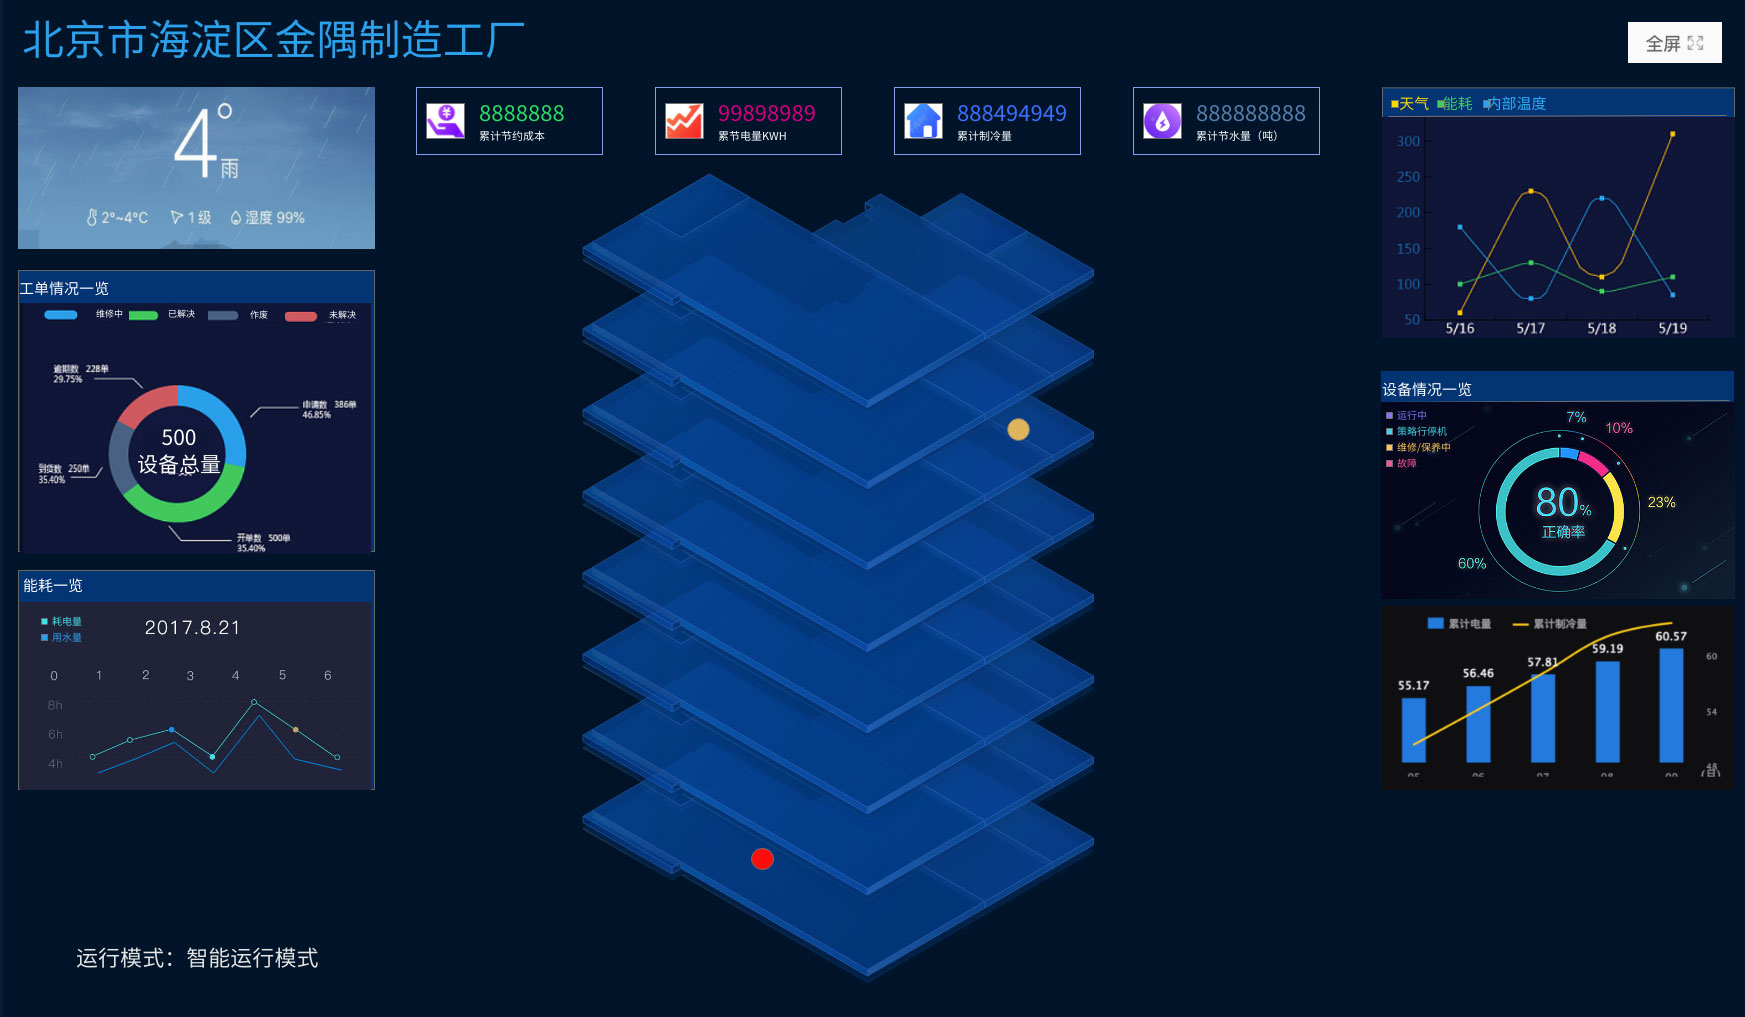 北京市海淀区金隅制造工厂
全屏
4°
雨
2°~4°C 1级 湿度 99%
8888888
累计节约成本
99898989
累节电量KWH
888494949
累计制冷量
888888888
累计节水量（吨）
天气 能耗 内部温度
300
250
200
150
100
50
5/16 5/17 5/18 5/19
工单情况一览
维修中 已解决 作废 未解决
逾期数 228单
29.75%
申请数 386单
46.85%
500
设备总量
到货数 250单
35.40%
开单数 500单
35.40%
设备情况一览
运行中
策略行停机
维修/保养中
故障
7%
10%
23%
60%
80%
正确率
能耗一览
耗电量
用水量
2017.8.21
0 1 2 3 4 5 6
8h
6h
4h
累计电量 累计制冷量
55.17 56.46 57.81 59.19 60.57
60
54
48
运行模式：智能运行模式